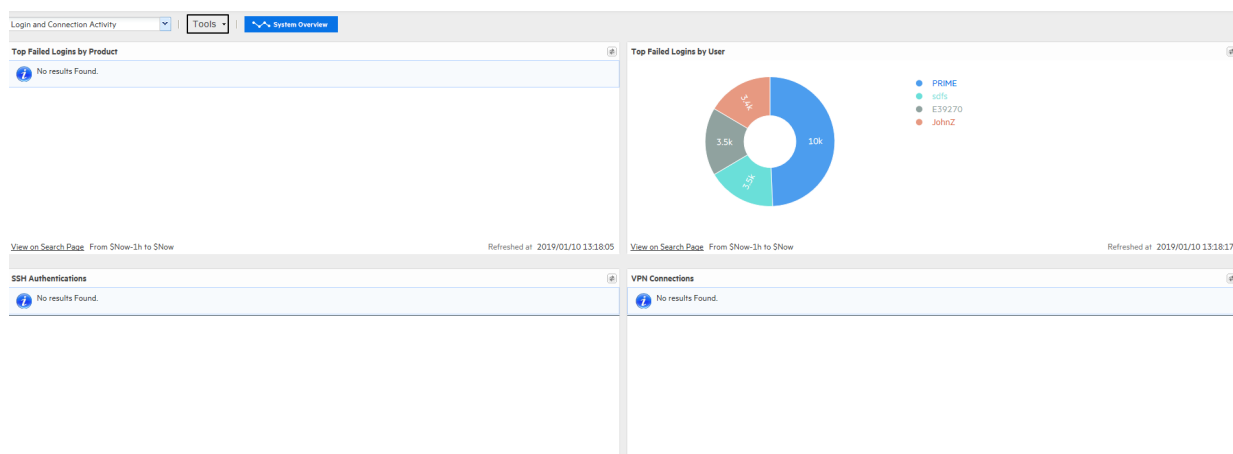 Login and Connection Activity
Tools
System Overview
Top Failed Logins by Product
No results Found.
View on Search Page From $Now-1h to $Now
Refreshed at 2019/01/10 13:18:05
Top Failed Logins by User
3.4k
3.5k
10k
3.5k
PRIME
sdfs
E39270
JohnZ
View on Search Page From $Now-1h to $Now
Refreshed at 2019/01/10 13:18:17
SSH Authentications
No results Found.
VPN Connections
No results Found.